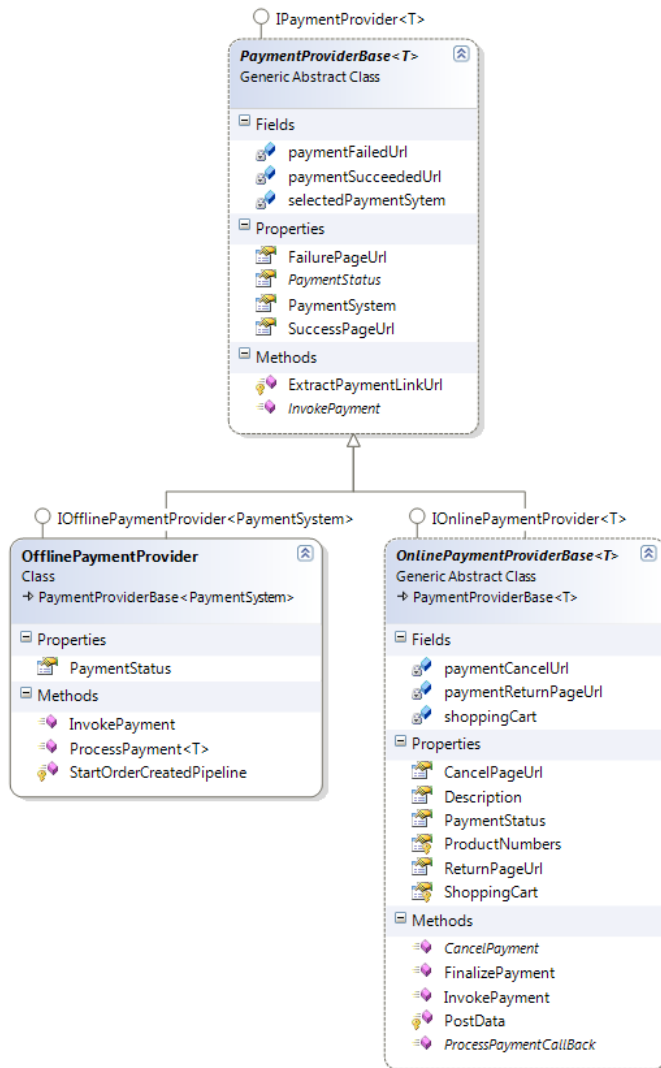 IPaymentProvider<T>
PaymentProviderBase<T>
Generic Abstract Class
Fields
paymentFailedUrl
paymentSucceededUrl
selectedPaymentSytem
Properties
FailurePageUrl
PaymentStatus
PaymentSystem
SuccessPageUrl
Methods
ExtractPaymentLinkUrl
InvokePayment
IOfflinePaymentProvider<PaymentSystem>
OfflinePaymentProvider
Class
PaymentProviderBase<PaymentSystem>
Properties
PaymentStatus
Methods
InvokePayment
ProcessPayment<T>
StartOrderCreatedPipeline
IOnlinePaymentProvider<T>
OnlinePaymentProviderBase<T>
Generic Abstract Class
PaymentProviderBase<T>
Fields
paymentCancelUrl
paymentReturnPageUrl
shoppingCart
Properties
CancelPageUrl
Description
PaymentStatus
ProductNumbers
ReturnPageUrl
ShoppingCart
Methods
CancelPayment
FinalizePayment
InvokePayment
PostData
ProcessPaymentCallBack